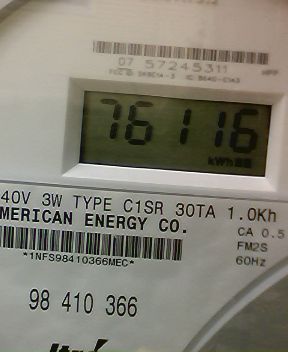 07 57245311
76116
kWh
40V 3W TYPE C1SR 30TA 1.0Kh
MERICAN ENERGY CO.
CA 0.5
FM2S
60Hz
*1NFS98410366MEC*
98 410 366